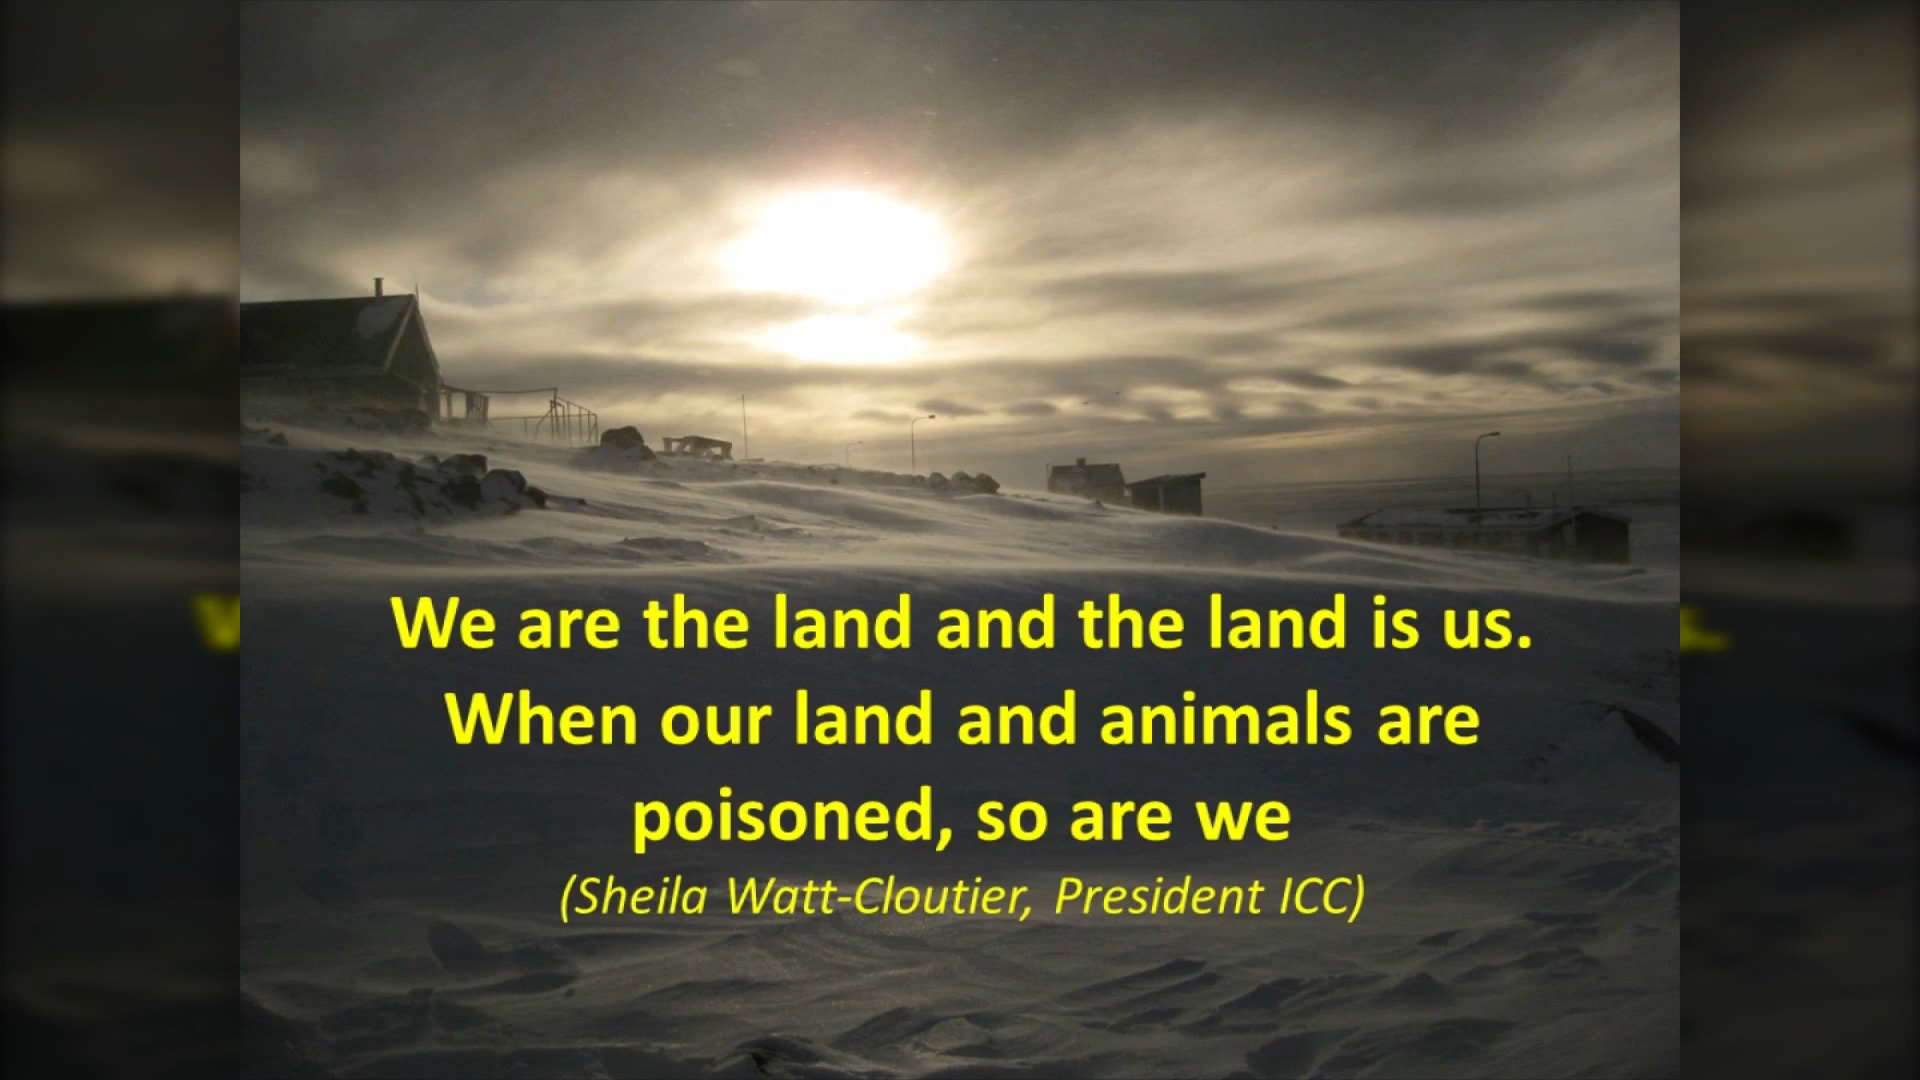 We are the land and the land is us.
When our land and animals are
poisoned, so are we
(Sheila Watt-Cloutier, President ICC)